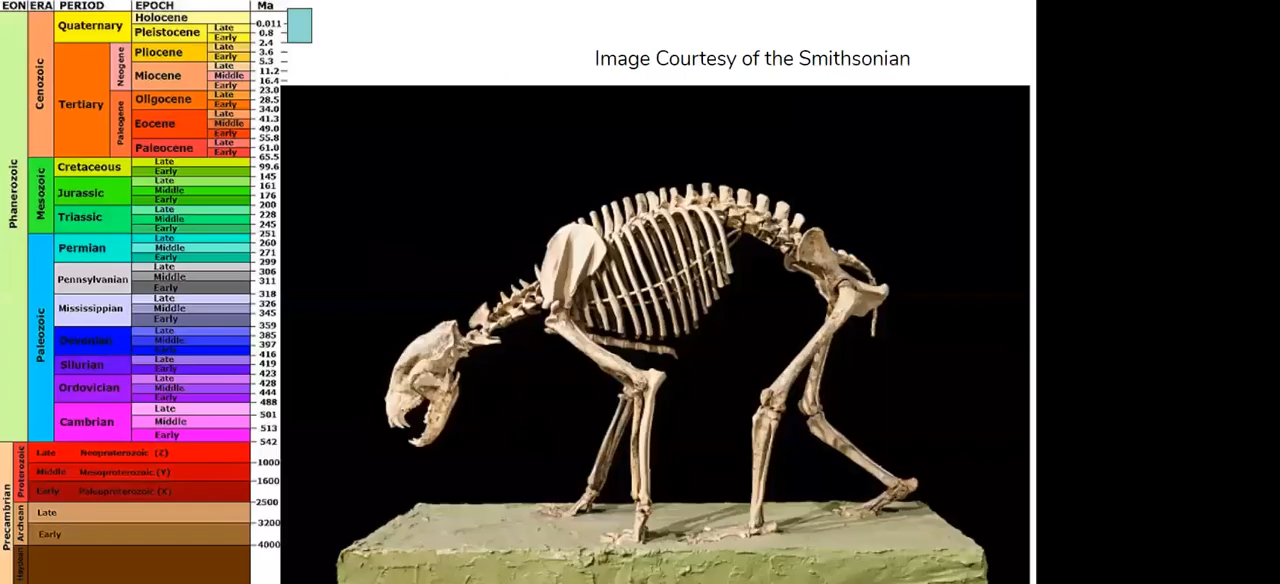 EON ERA PERIOD EPOCH Ma
Phanerozoic
Cenozoic
Quaternary
Holocene
0.011
Pleistocene
Late
0.8
Early
2.4
Tertiary
Neogene
Pliocene
Late
3.6
Early
5.3
Miocene
Late
11.2
Middle
16.4
Early
23.0
Paleogene
Oligocene
Late
28.5
Early
34.0
Eocene
Late
41.3
Middle
49.0
Early
55.8
Paleocene
Late
61.0
Early
65.5
Mesozoic
Cretaceous
Late
99.6
Early
145
Jurassic
Late
161
Middle
176
Early
200
Triassic
Late
228
Middle
245
Early
251
Paleozoic
Permian
Late
260
Middle
271
Early
299
Pennsylvanian
Late
306
Middle
311
Early
318
Mississippian
Late
326
Middle
345
Early
359
Devonian
Late
385
Middle
397
Early
416
Silurian
Late
419
Early
423
Ordovician
Late
428
Middle
444
Early
488
Cambrian
Late
501
Middle
513
Early
542
Precambrian
Proterozoic
Late Neoproterozoic (Z)
1000
Middle Mesoproterozoic (Y)
1600
Early Paleoproterozoic (X)
2500
Archean
Late
3200
Early
4000
Image Courtesy of the Smithsonian